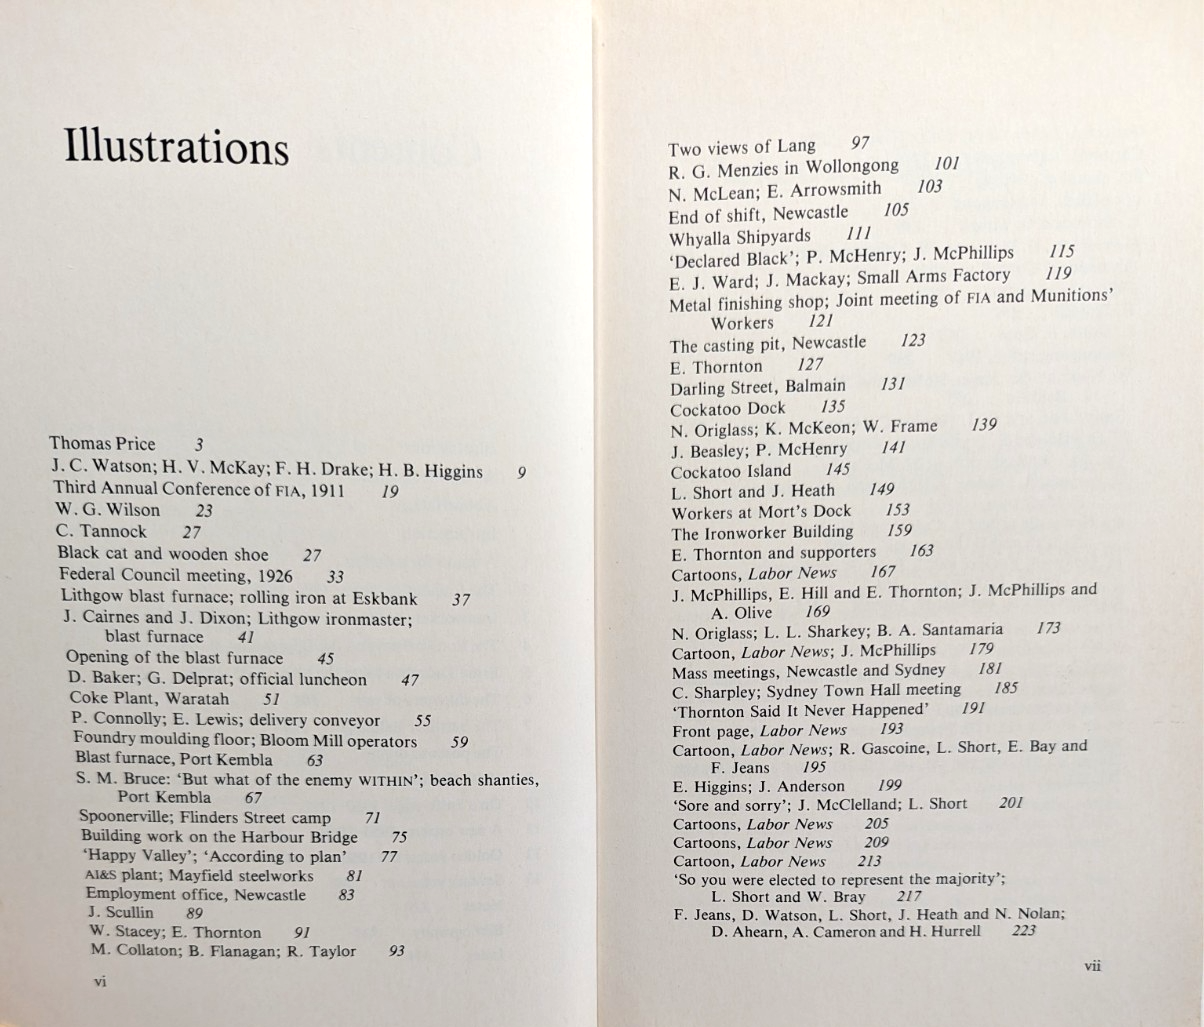 Illustrations
Thomas Price 3
J. C. Watson; H. V. McKay; F. H. Drake; H. B. Higgins 9
Third Annual Conference of FIA, 1911 19
W. G. Wilson 23
C. Tannock 27
Black cat and wooden shoe 27
Federal Council meeting, 1926 33
Lithgow blast furnace; rolling iron at Eskbank 37
J. Cairnes and J. Dixon; Lithgow ironmaster;
blast furnace 41
Opening of the blast furnace 45
D. Baker; G. Delprat; official luncheon 47
Coke Plant, Waratah 51
P. Connolly; E. Lewis; delivery conveyor 55
Foundry moulding floor; Bloom Mill operators 59
Blast furnace, Port Kembla 63
S. M. Bruce: ‘But what of the enemy WITHIN’; beach shanties,
Port Kembla 67
Spoonerville; Flinders Street camp 71
Building work on the Harbour Bridge 75
‘Happy Valley’; ‘According to plan’ 77
AI&S plant; Mayfield steelworks 81
Employment office, Newcastle 83
J. Scullin 89
W. Stacey; E. Thornton 91
M. Collaton; B. Flanagan; R. Taylor 93
vi
Two views of Lang 97
R. G. Menzies in Wollongong 101
N. McLean; E. Arrowsmith 103
End of shift, Newcastle 105
Whyalla Shipyards 111
‘Declared Black’; P. McHenry; J. McPhillips 115
E. J. Ward; J. Mackay; Small Arms Factory 119
Metal finishing shop; Joint meeting of FIA and Munitions’
Workers 121
The casting pit, Newcastle 123
E. Thornton 127
Darling Street, Balmain 131
Cockatoo Dock 135
N. Origlass; K. McKeon; W. Frame 139
J. Beasley; P. McHenry 141
Cockatoo Island 145
L. Short and J. Heath 149
Workers at Mort’s Dock 153
The Ironworker Building 159
E. Thornton and supporters 163
Cartoons, Labor News 167
J. McPhillips, E. Hill and E. Thornton; J. McPhillips and
A. Olive 169
N. Origlass; L. L. Sharkey; B. A. Santamaria 173
Cartoon, Labor News; J. McPhillips 179
Mass meetings, Newcastle and Sydney 181
C. Sharpley; Sydney Town Hall meeting 185
‘Thornton Said It Never Happened’ 191
Front page, Labor News 193
Cartoon, Labor News; R. Gascoine, L. Short, E. Bay and
F. Jeans 195
E. Higgins; J. Anderson 199
‘Sore and sorry’; J. McClelland; L. Short 201
Cartoons, Labor News 205
Cartoons, Labor News 209
Cartoon, Labor News 213
‘So you were elected to represent the majority’;
L. Short and W. Bray 217
F. Jeans, D. Watson, L. Short, J. Heath and N. Nolan;
D. Ahearn, A. Cameron and H. Hurrell 223
vii